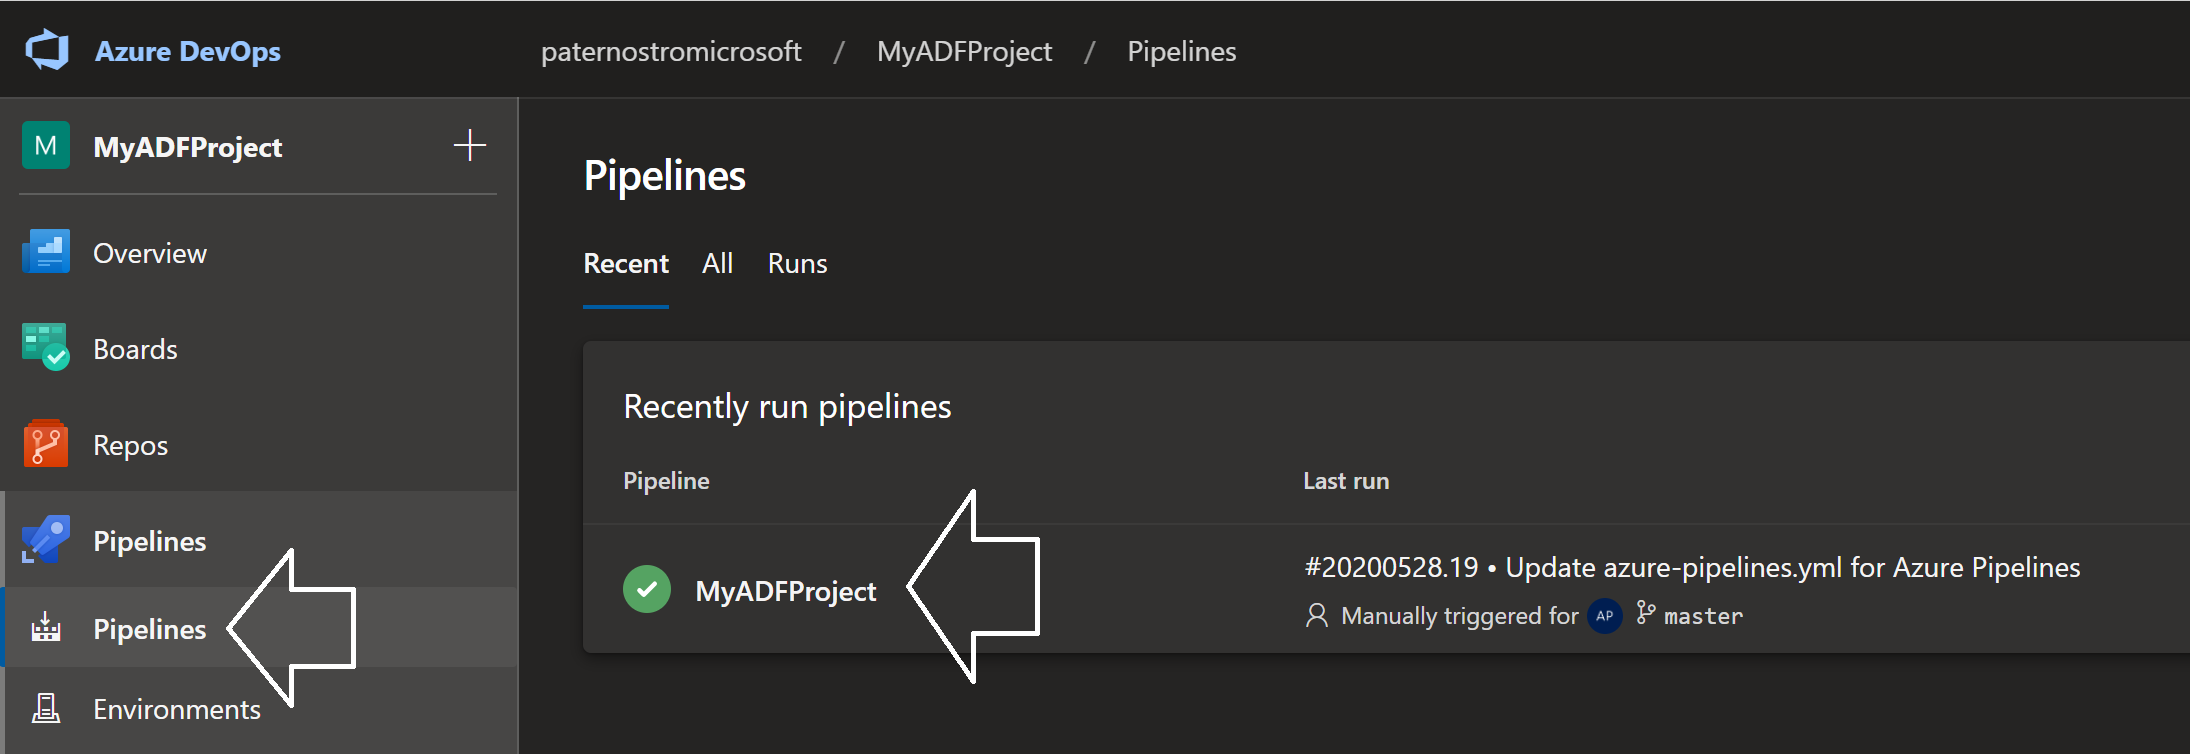 Azure DevOps
paternostromicrosoft / MyADFProject / Pipelines
M MyADFProject
Overview
Boards
Repos
Pipelines
Pipelines
Environments
Pipelines
Recent All Runs
Recently run pipelines
Pipeline Last run
MyADFProject
#20200528.19 • Update azure-pipelines.yml for Azure Pipelines
Manually triggered for AP master